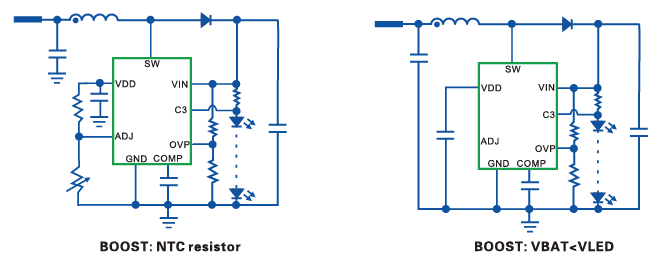 SW
VDD
VIN
C3
ADJ
OVP
GND
COMP
BOOST: NTC resistor
SW
VDD
VIN
C3
ADJ
OVP
GND
COMP
BOOST: VBAT<VLED